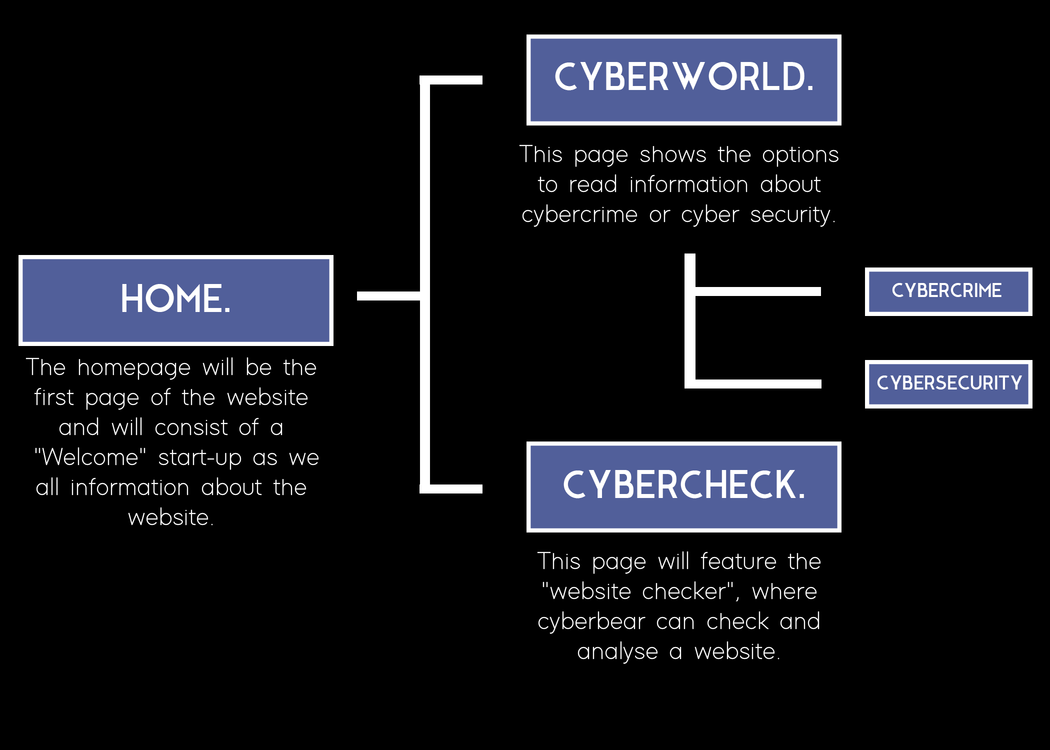 HOME.
The homepage will be the
first page of the website
and will consist of a
"Welcome" start-up as we
all information about the
website.
CYBERWORLD.
This page shows the options
to read information about
cybercrime or cyber security.
CYBERCRIME
CYBERSECURITY
CYBERCHECK.
This page will feature the
"website checker", where
cyberbear can check and
analyse a website.